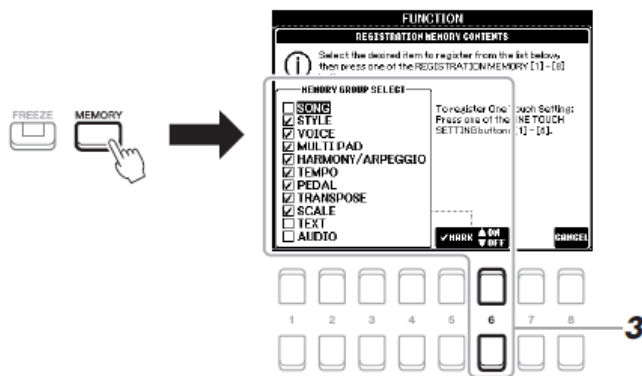 FUNCTION
REGISTRATION MEMORY CONTENTS
Select the desired item to register from the list below,
then press one of the REGISTRATION MEMORY [1] - [8]
MEMORY GROUP SELECT
SONG
STYLE
VOICE
MULTI PAD
HARMONY/ARPEGGIO
TEMPO
PEDAL
TRANSPOSE
SCALE
TEXT
AUDIO
To register One Touch Setting:
Press one of the ONE TOUCH
SETTING buttons [1] - [4].
MARK ON
OFF
CANCEL
FREEZE
MEMORY
1 2 3 4 5 6 7 8
3